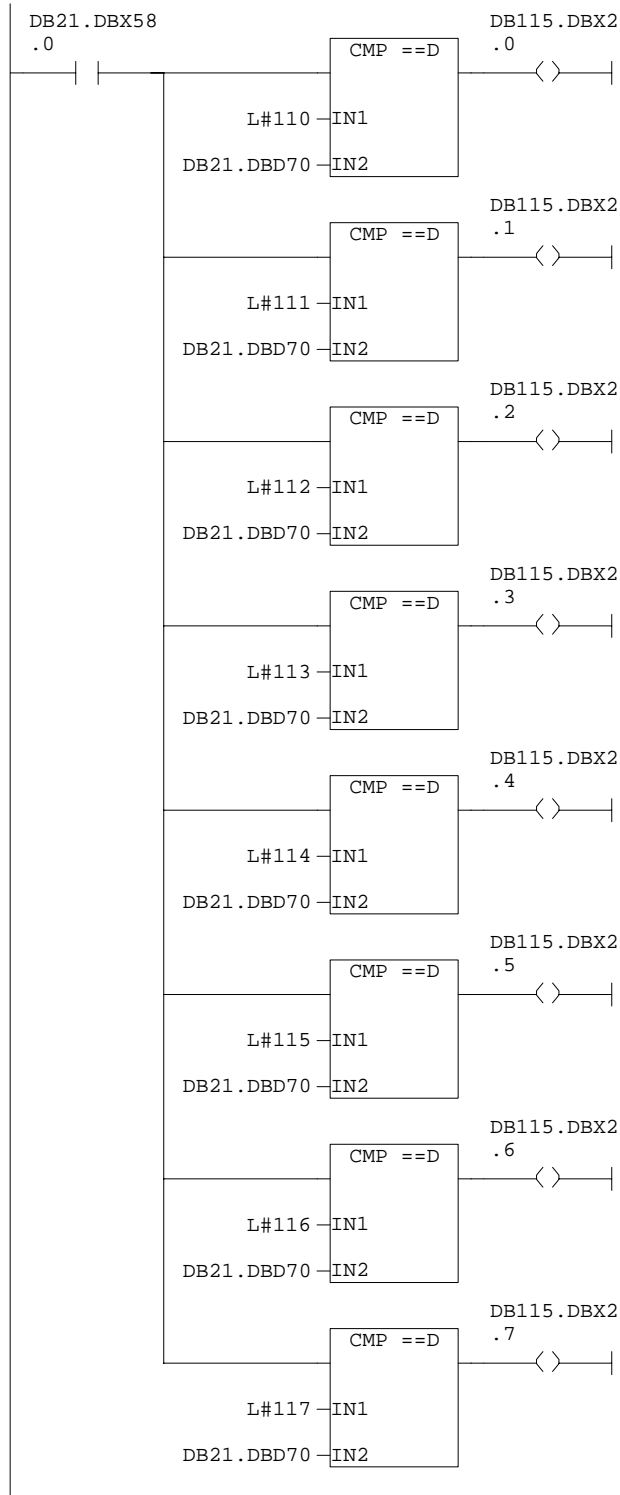 DB21.DBX58
.0
DB115.DBX2
.0
CMP ==D
L#110 IN1
DB21.DBD70 IN2
DB115.DBX2
.1
CMP ==D
L#111 IN1
DB21.DBD70 IN2
DB115.DBX2
.2
CMP ==D
L#112 IN1
DB21.DBD70 IN2
DB115.DBX2
.3
CMP ==D
L#113 IN1
DB21.DBD70 IN2
DB115.DBX2
.4
CMP ==D
L#114 IN1
DB21.DBD70 IN2
DB115.DBX2
.5
CMP ==D
L#115 IN1
DB21.DBD70 IN2
DB115.DBX2
.6
CMP ==D
L#116 IN1
DB21.DBD70 IN2
DB115.DBX2
.7
CMP ==D
L#117 IN1
DB21.DBD70 IN2